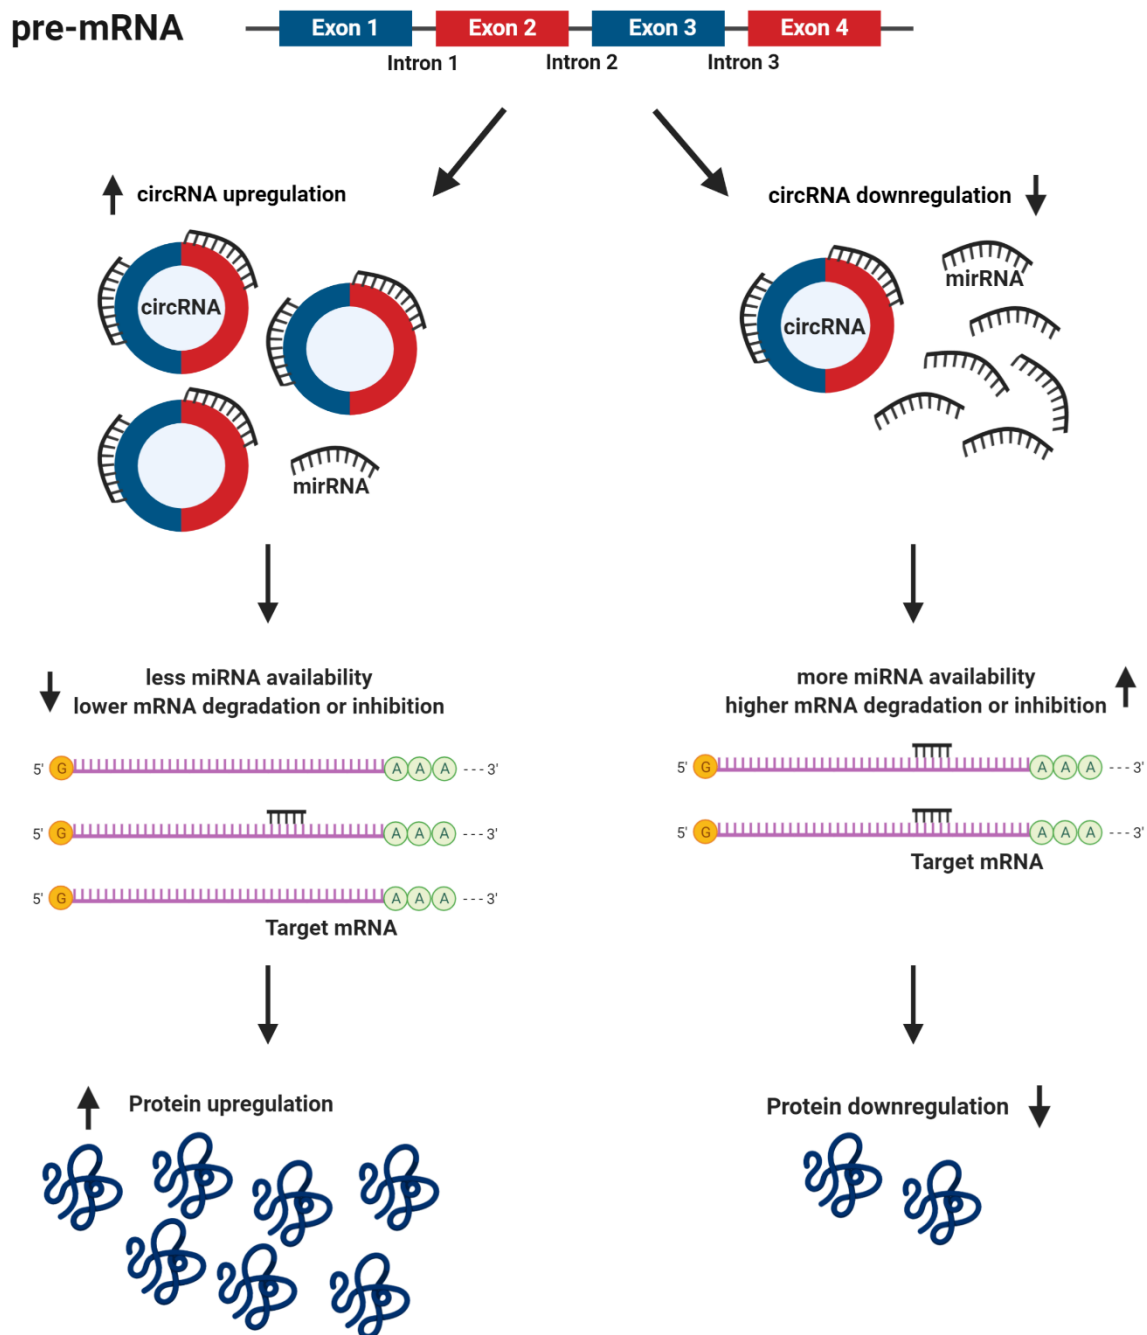 pre-mRNA
Exon 1 Exon 2 Exon 3 Exon 4
Intron 1 Intron 2 Intron 3
circRNA upregulation
circRNA
mirRNA
circRNA downregulation
circRNA
mirRNA
less miRNA availability
lower mRNA degradation or inhibition
5' G A A A --- 3'
5' G A A A --- 3'
5' G A A A --- 3'
Target mRNA
more miRNA availability
higher mRNA degradation or inhibition
5' G A A A --- 3'
5' G A A A --- 3'
Target mRNA
Protein upregulation
Protein downregulation